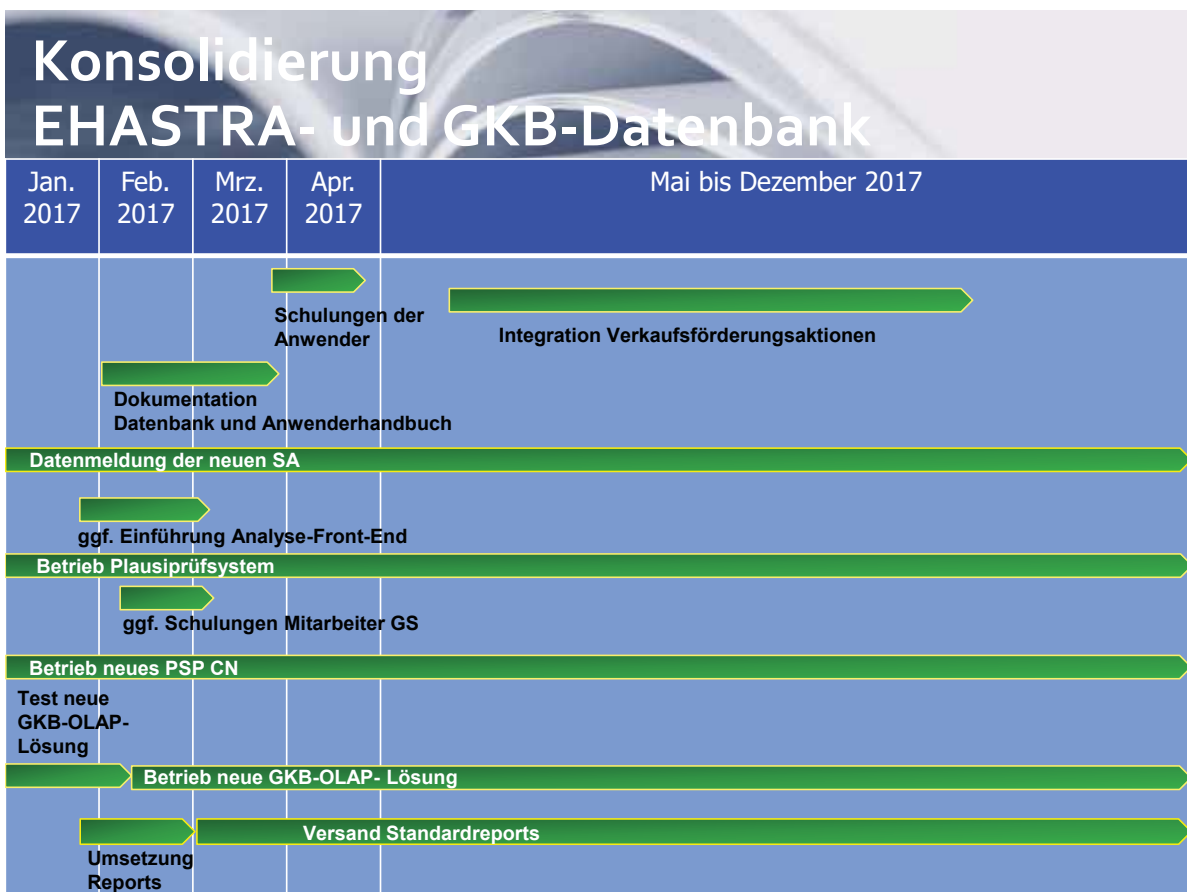 Konsolidierung
EHASTRA- und GKB-Datenbank
Jan.
2017
Feb.
2017
Mrz.
2017
Apr.
2017
Mai bis Dezember 2017
Schulungen der
Anwender
Integration Verkaufsförderungsaktionen
Dokumentation
Datenbank und Anwenderhandbuch
Datenmeldung der neuen SA
ggf. Einführung Analyse-Front-End
Betrieb Plausiprüfsystem
ggf. Schulungen Mitarbeiter GS
Betrieb neues PSP CN
Test neue
GKB-OLAP-
Lösung
Betrieb neue GKB-OLAP- Lösung
Versand Standardreports
Umsetzung
Reports